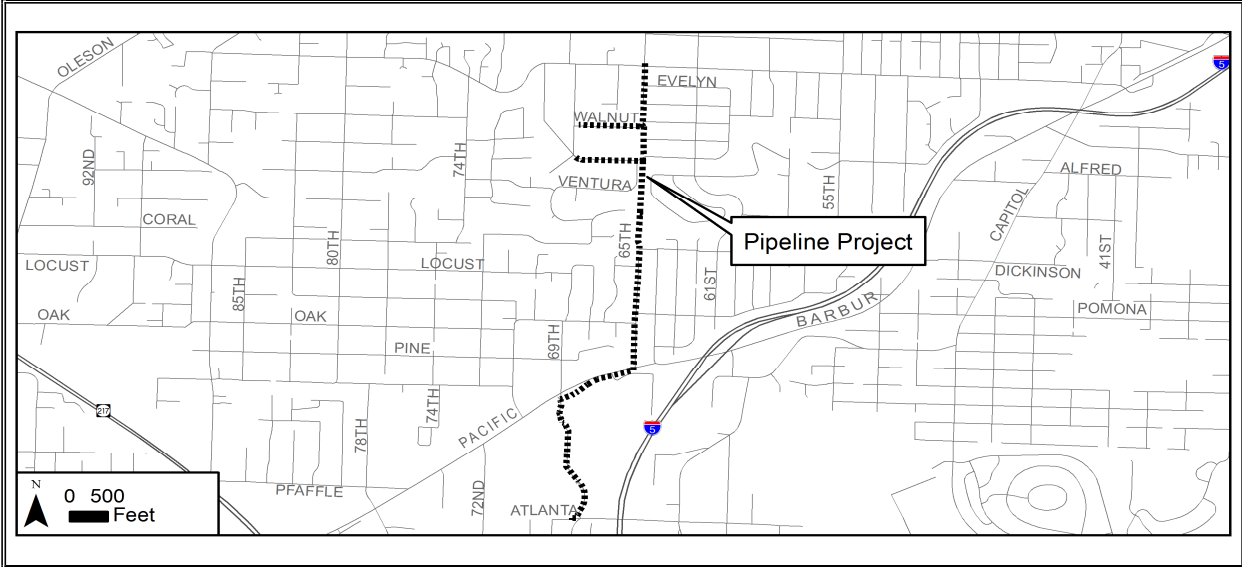 OLESON
5
EVELYN
WALNUT
74TH
92ND
ALFRED
VENTURA
55TH
CAPITOL
CORAL
80TH
65TH
Pipeline Project
41ST
LOCUST
LOCUST
61ST
DICKINSON
85TH
OAK
OAK
BARBUR
POMONA
69TH
PINE
217
74TH
PACIFIC
5
78TH
N
0 500
Feet
PFAFFLE
72ND
ATLANTA